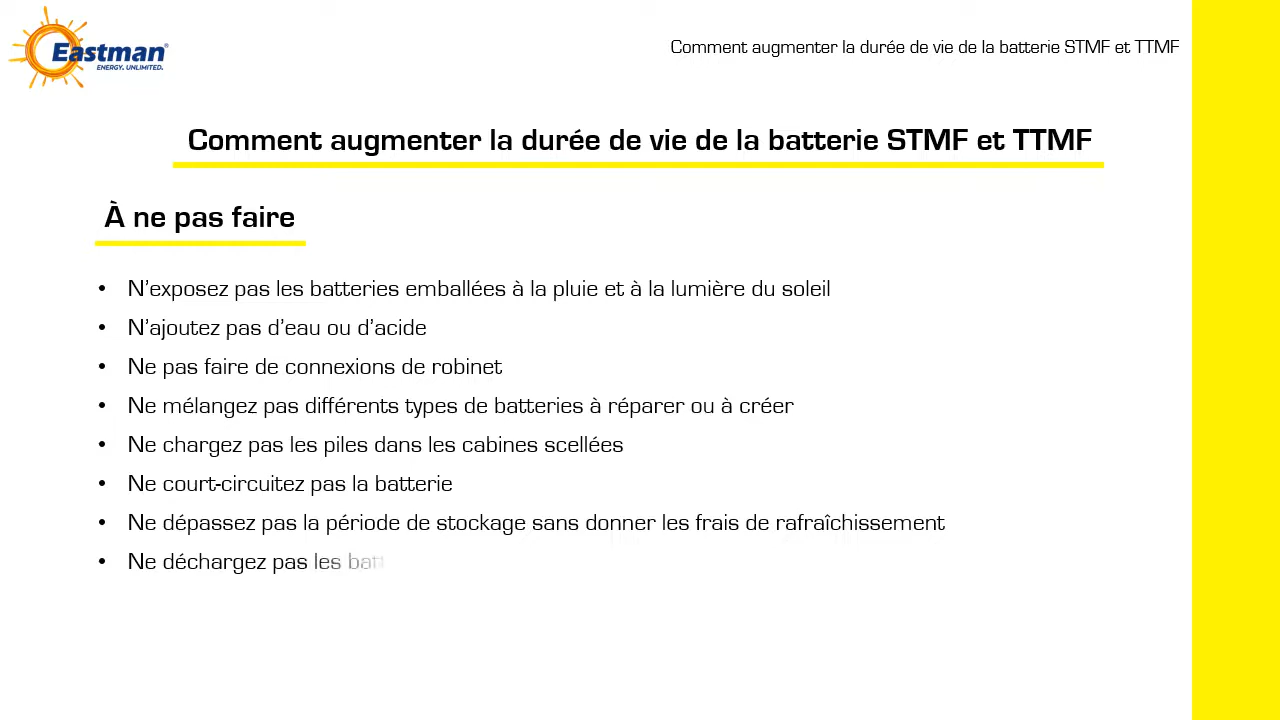 Eastman®
ENERGY. UNLIMITED.
Comment augmenter la durée de vie de la batterie STMF et TTMF
Comment augmenter la durée de vie de la batterie STMF et TTMF
À ne pas faire
• N'exposez pas les batteries emballées à la pluie et à la lumière du soleil
• N'ajoutez pas d'eau ou d'acide
• Ne pas faire de connexions de robinet
• Ne mélangez pas différents types de batteries à réparer ou à créer
• Ne chargez pas les piles dans les cabines scellées
• Ne court-circuitez pas la batterie
• Ne dépassez pas la période de stockage sans donner les frais de rafraîchissement
• Ne déchargez pas les